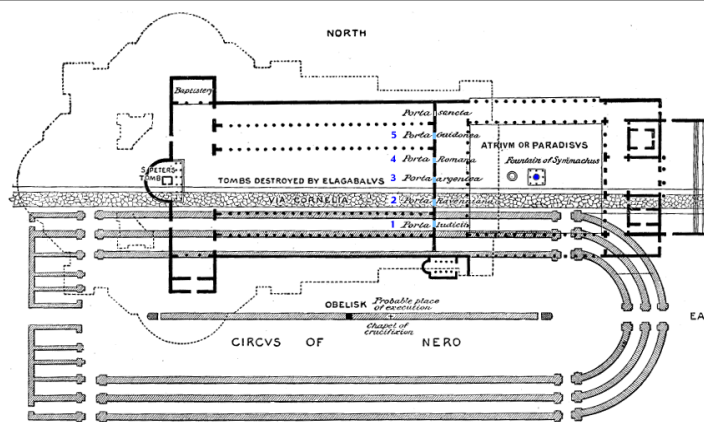 NORTH
Baptistery
Porta sancta
5 Porta Guidonea
ATRIVM OR PARADISVS
4 Porta Romana
Fountain of Symmachus
S. PETERS
TOMB
TOMBS DESTROYED BY ELAGABALVS
3 Porta argentea
VIA CORNELIA
2 Porta Ravenniana
1 Porta Iudicii
OBELISK
Probable place
of execution
EA
Chapel of
crucifixion
CIRCVS OF NERO